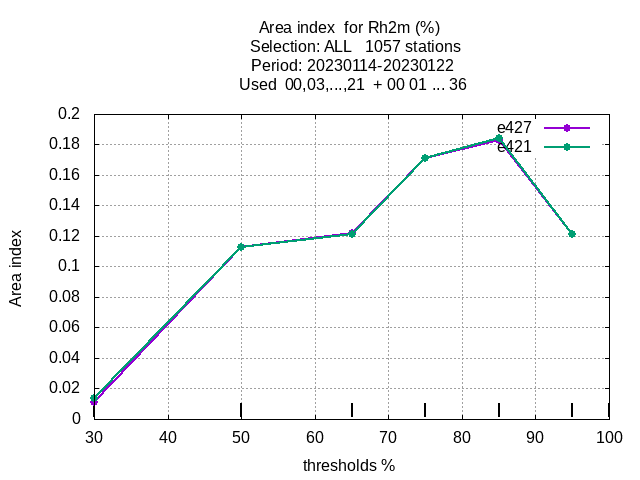 Area index  for Rh2m (%)
Selection: ALL   1057 stations
Period: 20230114-20230122
Used  00,03,...,21  + 00 01 ... 36
0.2
0.18
0.16
0.14
0.12
0.1
0.08
0.06
0.04
0.02
0
Area index
e427
e421
30 40 50 60 70 80 90 100
thresholds %